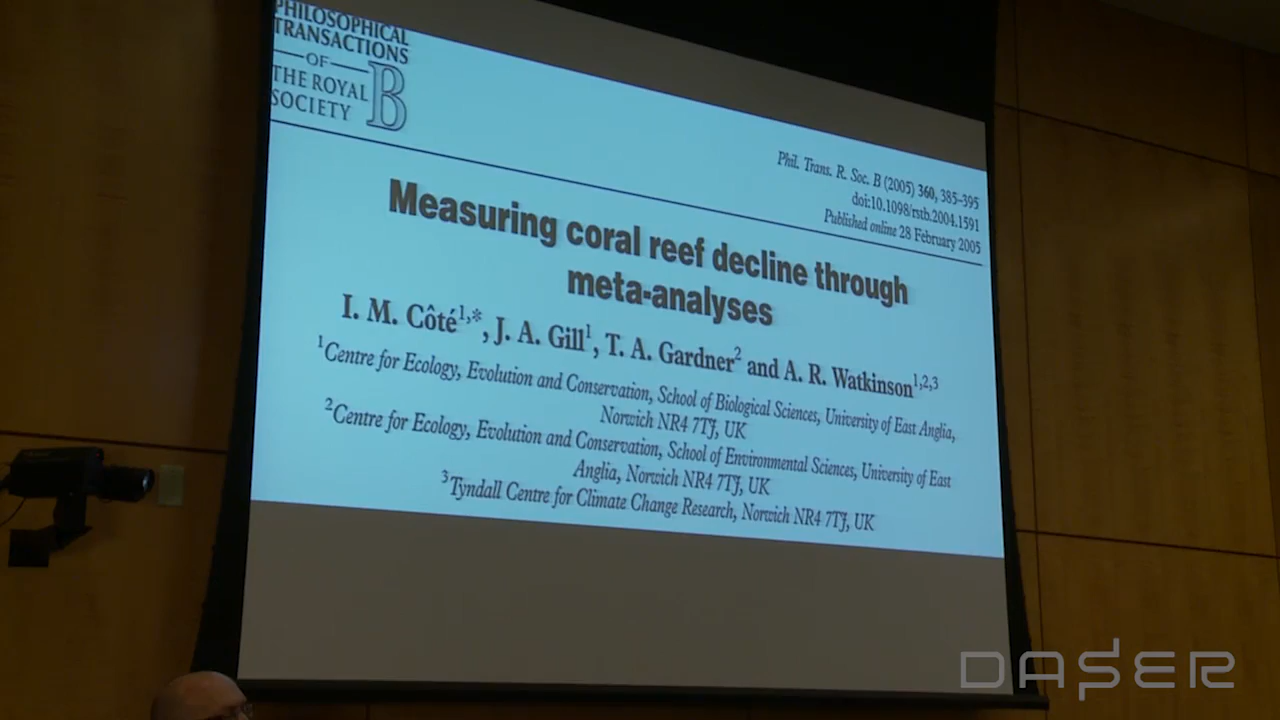 PHILOSOPHICAL
TRANSACTIONS
OF
THE ROYAL
SOCIETY
B
Phil. Trans. R. Soc. B (2005) 360, 385–395
doi:10.1098/rstb.2004.1591
Published online 28 February 2005
Measuring coral reef decline through
meta-analyses
I. M. Côté1,*, J. A. Gill1, T. A. Gardner2 and A. R. Watkinson1,2,3
1Centre for Ecology, Evolution and Conservation, School of Biological Sciences, University of East Anglia,
Norwich NR4 7TJ, UK
2Centre for Ecology, Evolution and Conservation, School of Environmental Sciences, University of East
Anglia, Norwich NR4 7TJ, UK
3Tyndall Centre for Climate Change Research, Norwich NR4 7TJ, UK
DASER